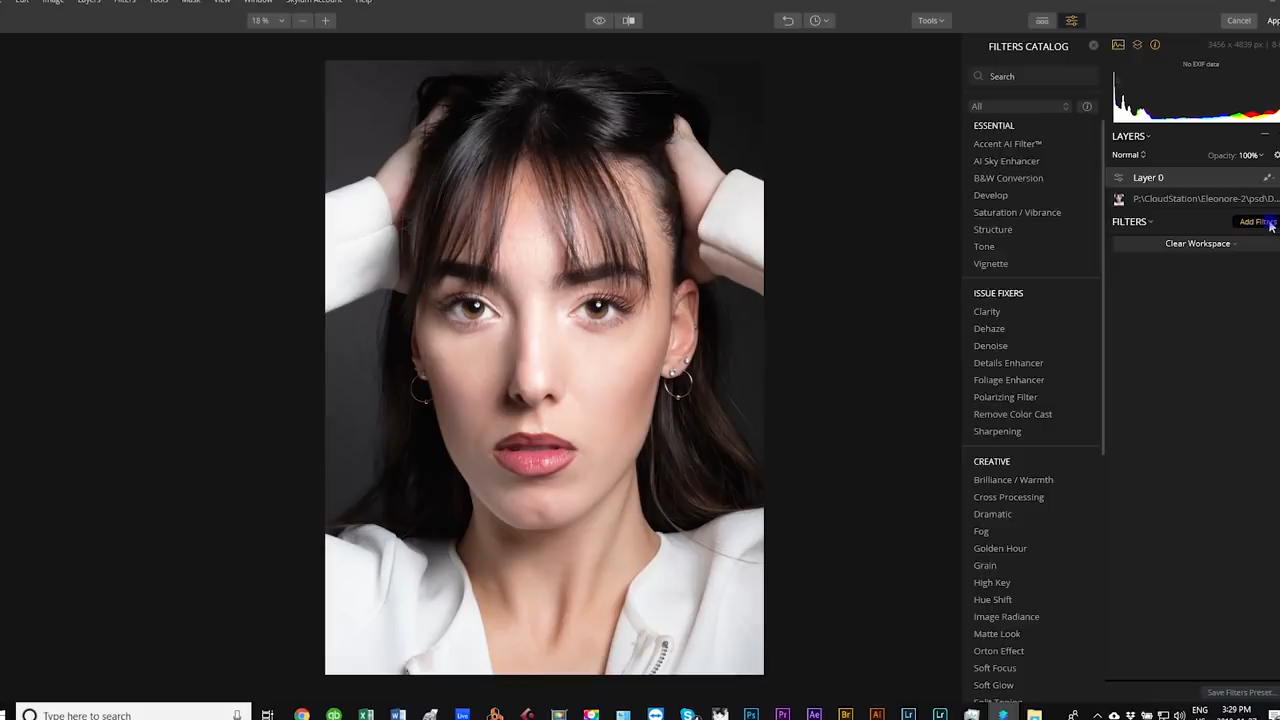 Image Layers Filters Tools Mask View Window Skylum Account Help
18 %
Tools
Cancel
FILTERS CATALOG
Search
All
ESSENTIAL
Accent AI Filter™
AI Sky Enhancer
B&W Conversion
Develop
Saturation / Vibrance
Structure
Tone
Vignette
ISSUE FIXERS
Clarity
Dehaze
Denoise
Details Enhancer
Foliage Enhancer
Polarizing Filter
Remove Color Cast
Sharpening
CREATIVE
Brilliance / Warmth
Cross Processing
Dramatic
Fog
Golden Hour
Grain
High Key
Hue Shift
Image Radiance
Matte Look
Orton Effect
Soft Focus
Soft Glow
3456 x 4839 px
No EXIF data
LAYERS
Normal
Opacity: 100%
Layer 0
P:\CloudStation\Eleonore-2\psd\D...
FILTERS
Add Filters
Clear Workspace
Save Filters Preset...
Type here to search
ENG
3:29 PM